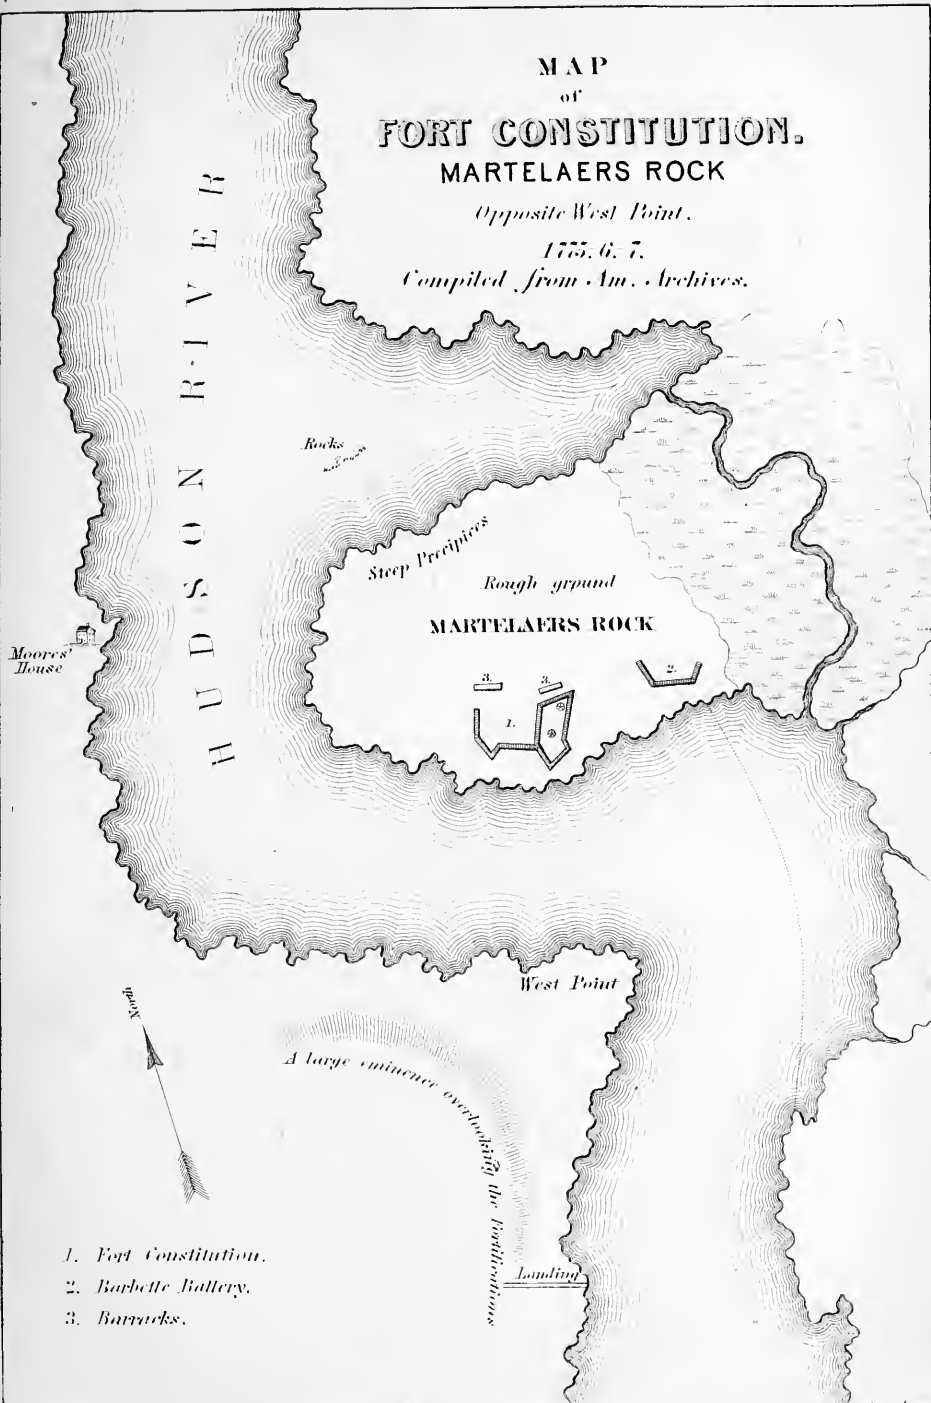 MAP
of
FORT CONSTITUTION.
MARTELAERS ROCK
Opposite West Point.
1775. 6. 7.
Compiled from Am. Archives.
HUDSON RIVER
Rocks
Steep Precipices
Rough ground
MARTELAERS ROCK
Moores'
House
3.
3.
2.
1.
West Point
North
A large eminence overlooking the Fortifications
Landing
1. Fort Constitution.
2. Barbette Battery.
3. Barracks.